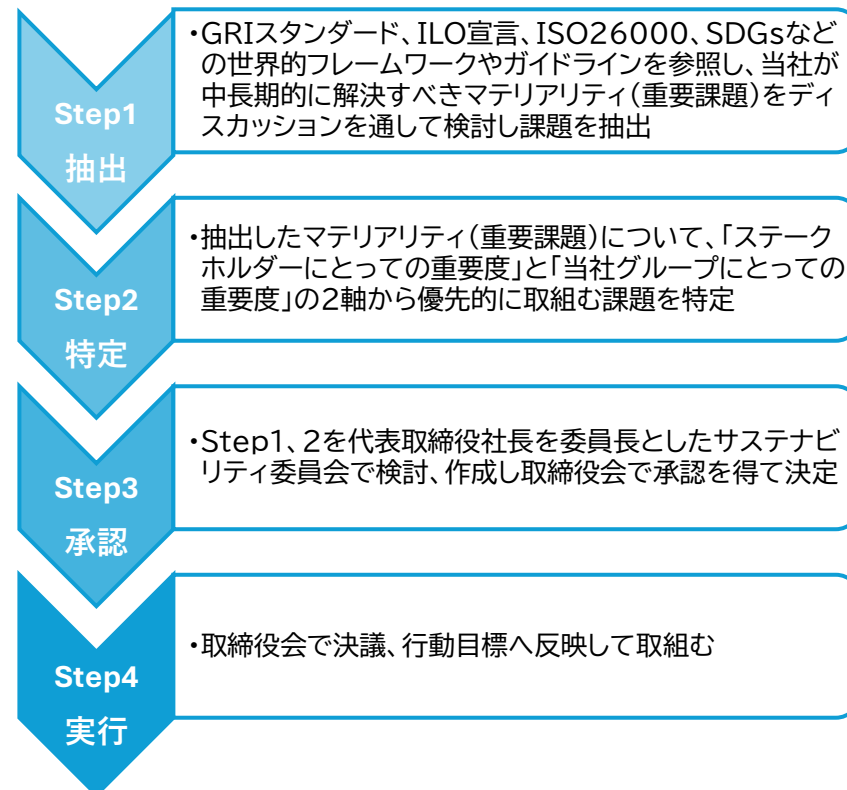 Step1
抽出
・GRIスタンダード、ILO宣言、ISO26000、SDGsなど
の世界的フレームワークやガイドラインを参照し、当社が
中長期的に解決すべきマテリアリティ(重要課題)をディ
スカッションを通して検討し課題を抽出
Step2
特定
・抽出したマテリアリティ(重要課題)について、「ステーク
ホルダーにとっての重要度」と「当社グループにとっての
重要度」の2軸から優先的に取組む課題を特定
Step3
承認
・Step1、2を代表取締役社長を委員長としたサステナビ
リティ委員会で検討、作成し取締役会で承認を得て決定
Step4
実行
・取締役会で決議、行動目標へ反映して取組む